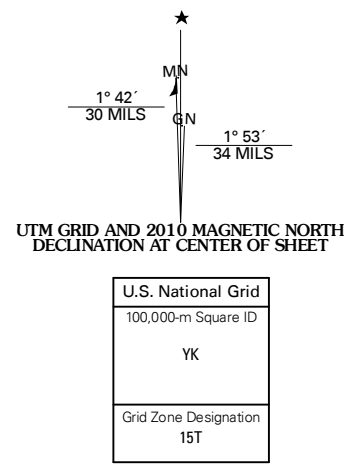 ★
MN
1° 42´
30 MILS
GN
1° 53´
34 MILS
UTM GRID AND 2010 MAGNETIC NORTH
DECLINATION AT CENTER OF SHEET
U.S. National Grid
100,000-m Square ID
YK
Grid Zone Designation
15T